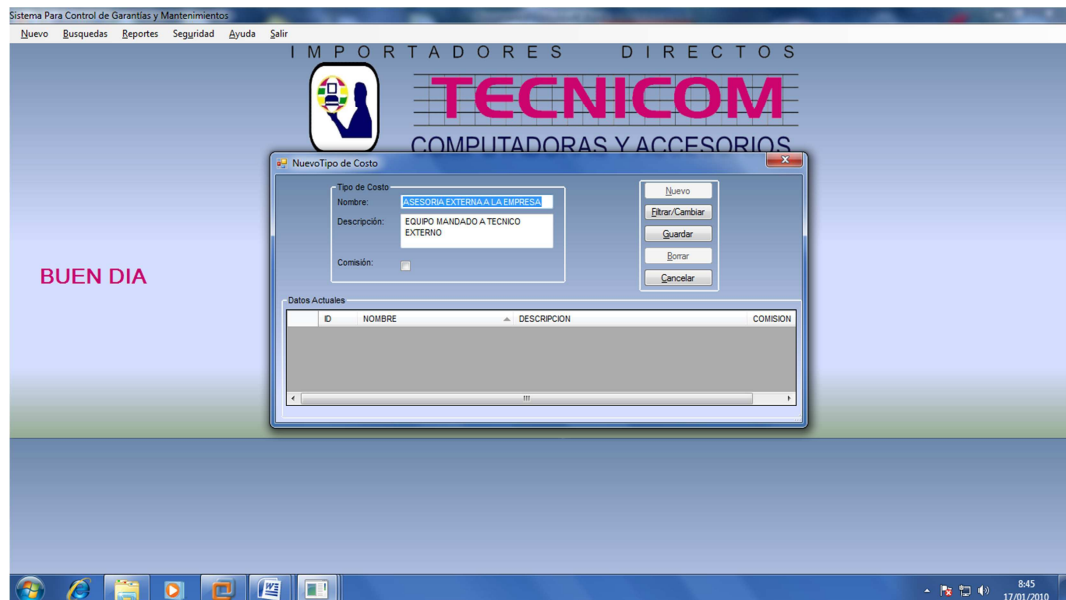 Sistema Para Control de Garantías y Mantenimientos
Nuevo Busquedas Reportes Seguridad Ayuda Salir
IMPORTADORES DIRECTOS
TECNICOM
COMPUTADORAS Y ACCESORIOS
NuevoTipo de Costo
Tipo de Costo
Nombre: ASESORIA EXTERNA A LA EMPRESA
Descripción: EQUIPO MANDADO A TECNICO
EXTERNO
Comisión:
Nuevo
Filtrar/Cambiar
Guardar
Borrar
Cancelar
BUEN DIA
Datos Actuales
ID NOMBRE DESCRIPCION COMISION
8:45
17/01/2010